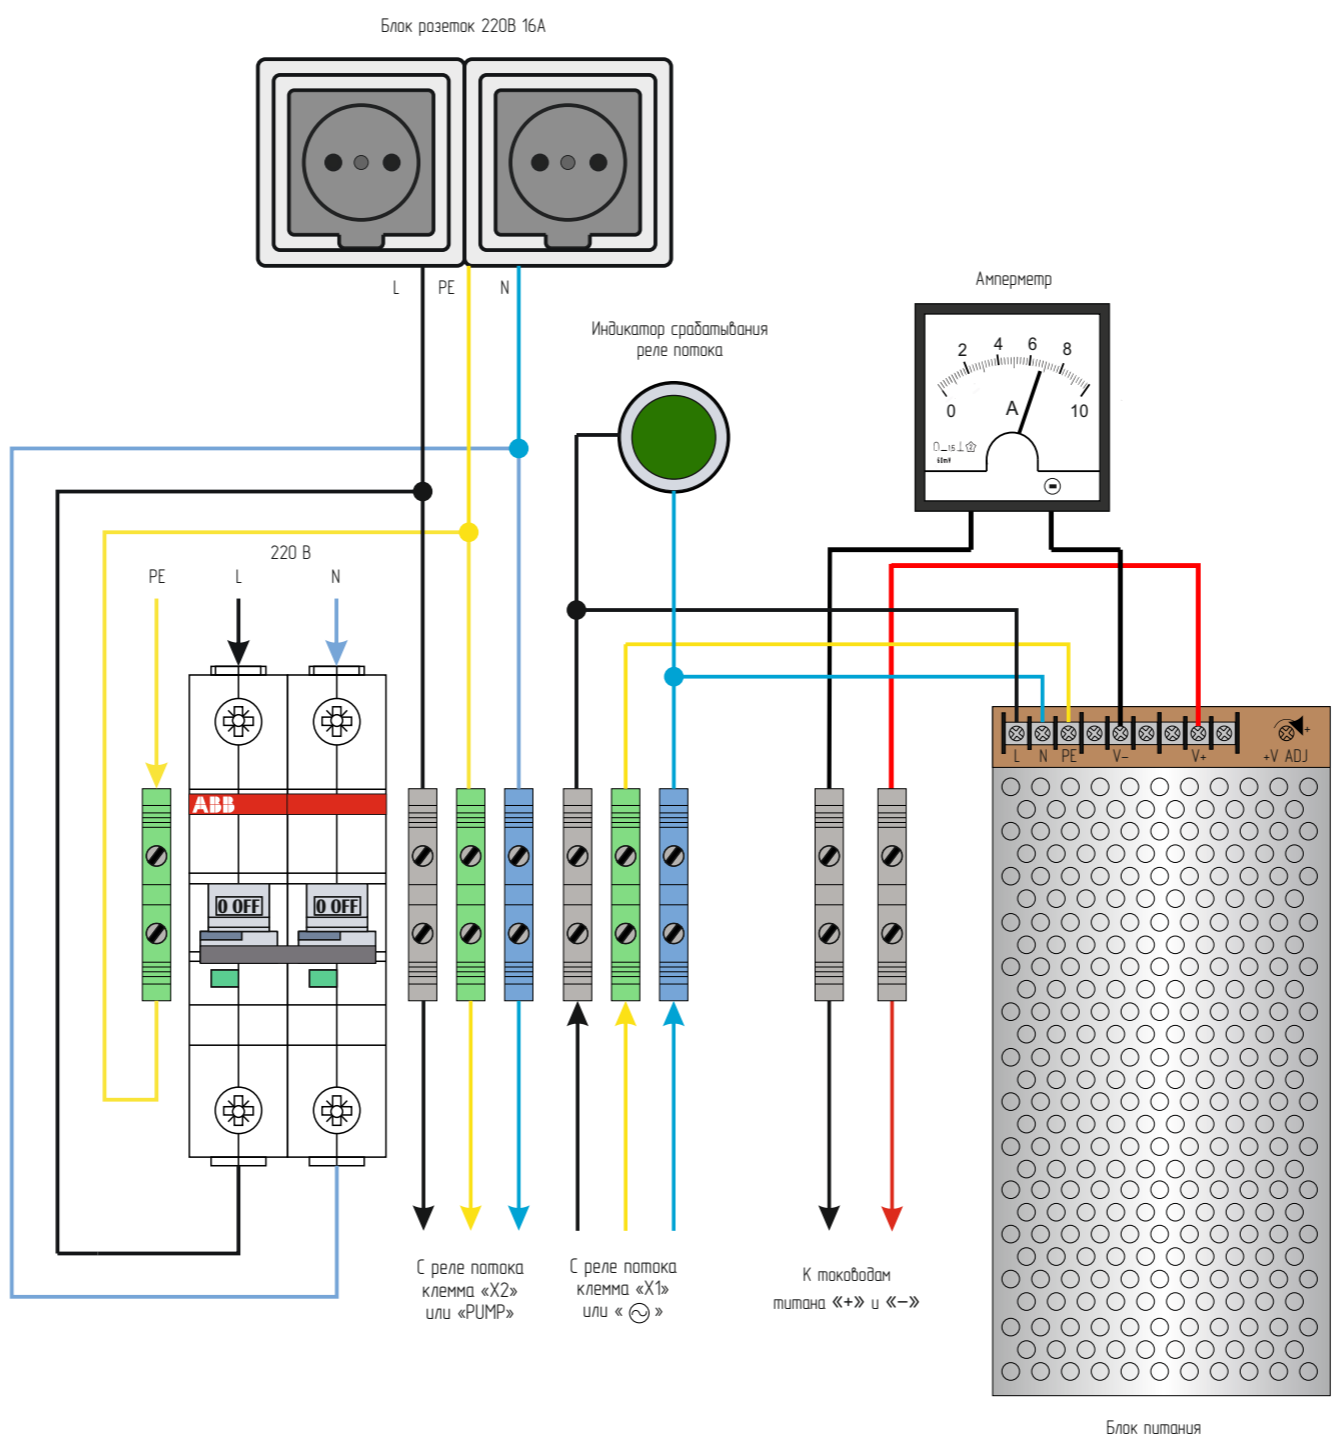 Блок розеток 220В 16А
L PE N
Индикатор срабатывания
реле потока
Амперметр
0 2 4 6 8 10
A
60mV
220 В
PE L N
ABB
0 OFF 0 OFF
L N PE V- V+ +V ADJ
+
С реле потока
клемма «X2»
или «PUMP»
С реле потока
клемма «X1»
или « »
К тоководам
титана «+» и «-»
Блок питания